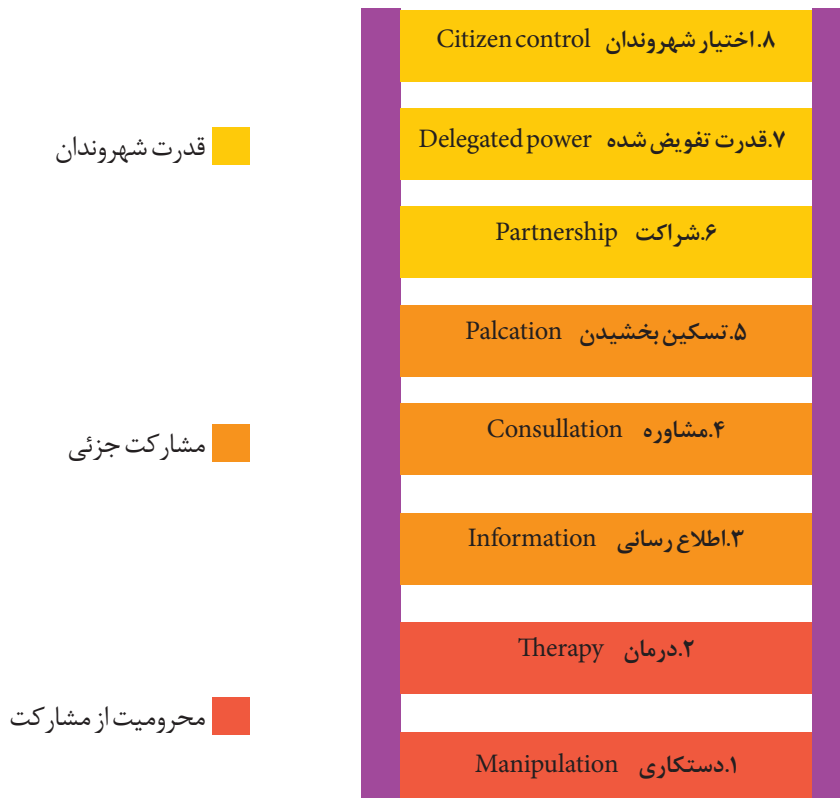 ۸. اختیار شهروندان Citizen control
۷.قدرت تفویض شده Delegated power
قدرت شهروندان
۶.شراکت Partnership
۵.تسکین بخشیدن Palcation
۴.مشاوره Consullation
مشارکت جزئی
۳.اطلاع رسانی Information
۲.درمان Therapy
محرومیت از مشارکت
۱.دستکاری Manipulation